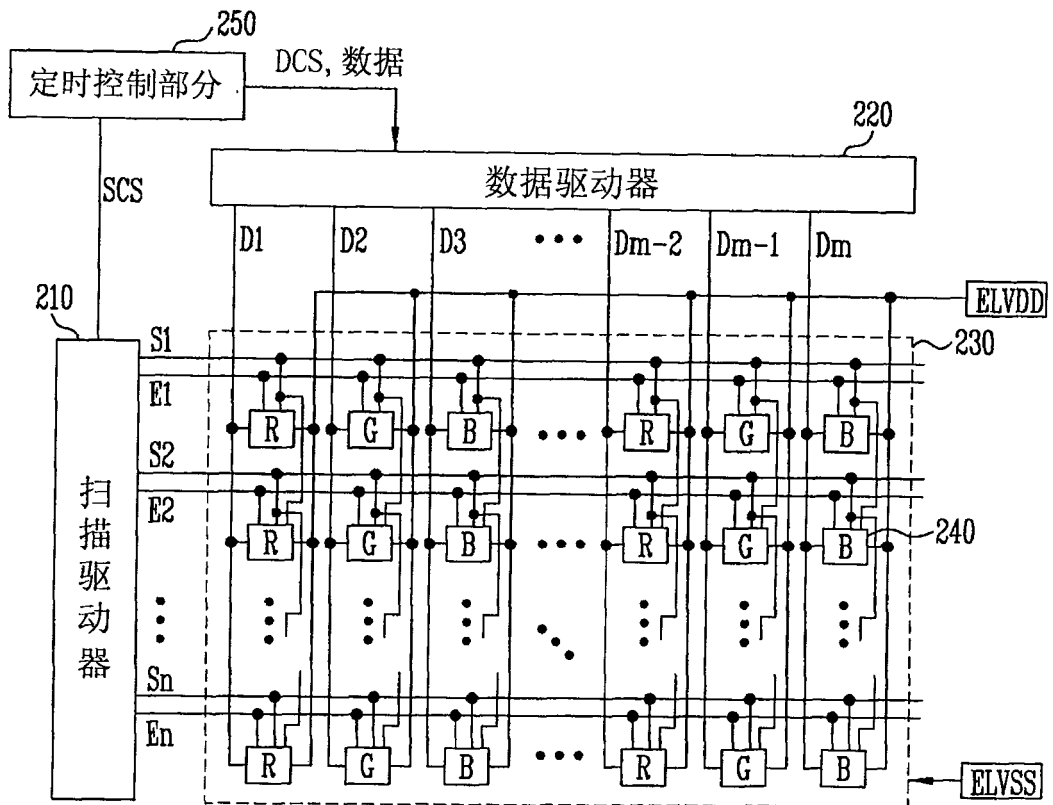 250
定时控制部分
DCS, 数据
220
数据驱动器
SCS
D1 D2 D3 Dm-2 Dm-1 Dm
210
ELVDD
230
S1
E1
R G B R G B
S2
E2
R G B R G B
240
扫描驱动器
Sn
En
R G B R G B
ELVSS